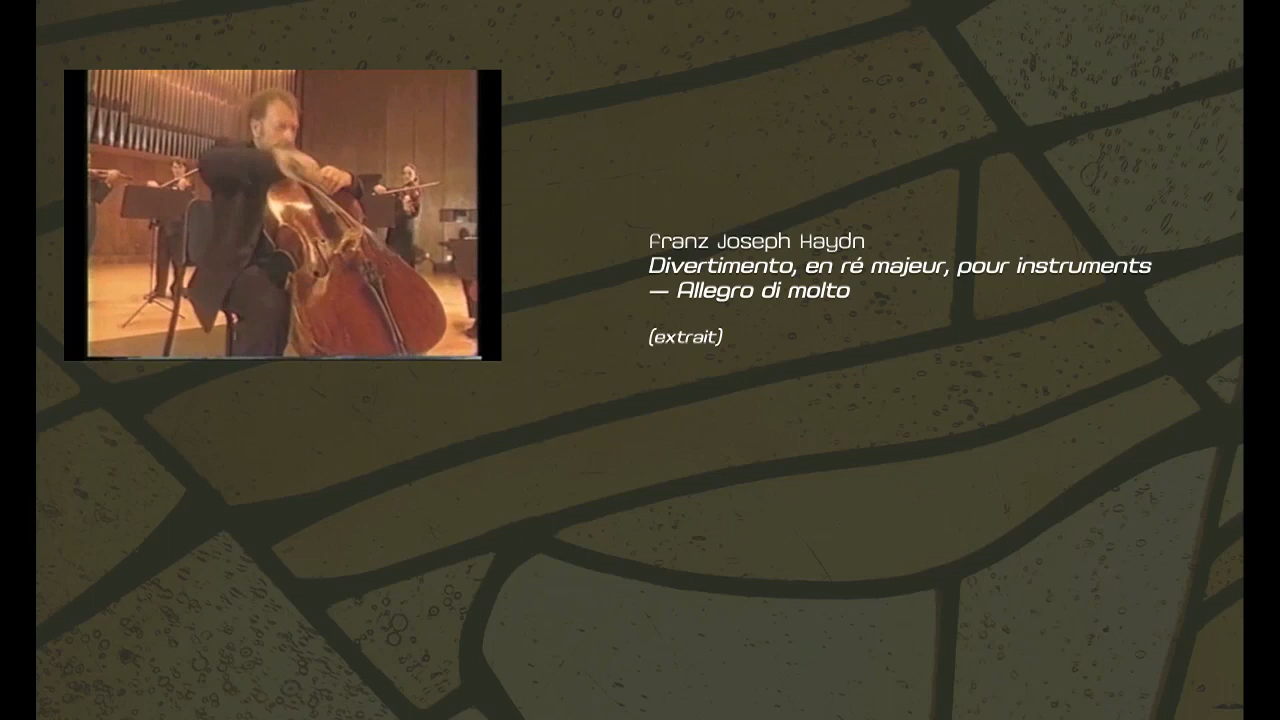 Franz Joseph Haydn
Divertimento, en ré majeur, pour instruments
— Allegro di molto
(extrait)